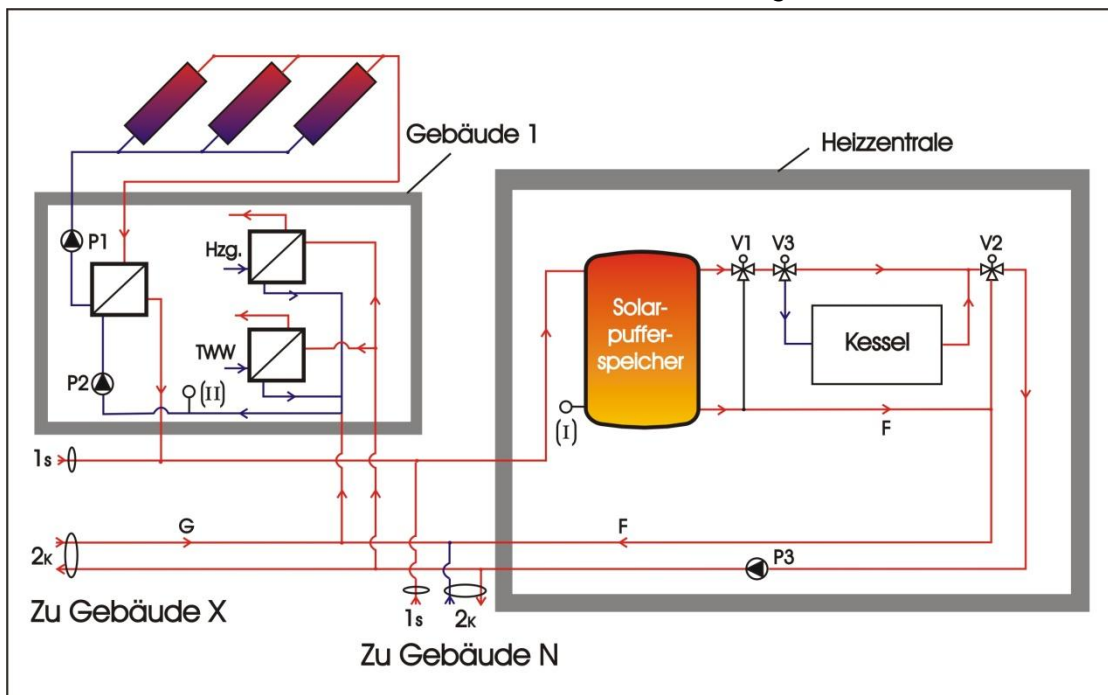 Gebäude 1
Heizzentrale
P1
Hzg.
V1
V3
V2
Solar-
puffer-
speicher
Kessel
TWW
P2
(II)
(I)
F
1s
G
F
2K
P3
Zu Gebäude X
1s
2K
Zu Gebäude N